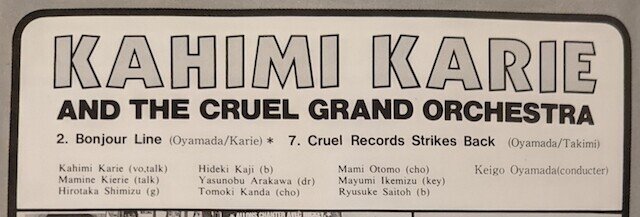 KAHIMI KARIE
AND THE CRUEL GRAND ORCHESTRA
2. Bonjour Line (Oyamada/Karie) * 7. Cruel Records Strikes Back (Oyamada/Takimi)
Kahimi Karie (vo,talk) Hideki Kaji (b) Mami Otomo (cho) Keigo Oyamada(conducter)
Mamine Kierie (talk) Yasunobu Arakawa (dr) Mayumi Ikemizu (key)
Hirotaka Shimizu (g) Tomoki Kanda (cho) Ryusuke Saitoh (b)